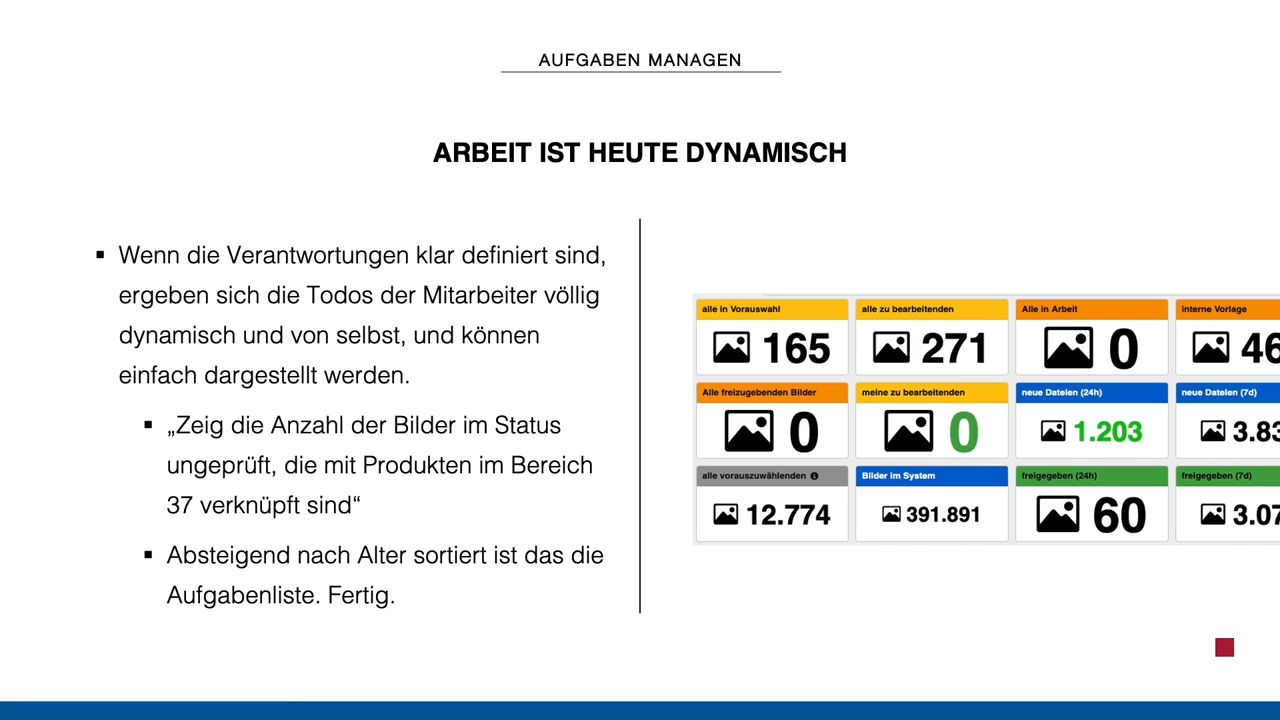 AUFGABEN MANAGEN
ARBEIT IST HEUTE DYNAMISCH
Wenn die Verantwortungen klar definiert sind,
ergeben sich die Todos der Mitarbeiter völlig
dynamisch und von selbst, und können
einfach dargestellt werden.
„Zeig die Anzahl der Bilder im Status
ungeprüft, die mit Produkten im Bereich
37 verknüpft sind“
Absteigend nach Alter sortiert ist das die
Aufgabenliste. Fertig.
alle in Vorauswahl
165
alle zu bearbeitenden
271
Alle in Arbeit
0
interne Vorlage
46
Alle freizugebenden Bilder
0
meine zu bearbeitenden
0
neue Dateien (24h)
1.203
neue Dateien (7d)
3.83
alle vorauszuwählenden
12.774
Bilder im System
391.891
freigegeben (24h)
60
freigegeben (7d)
3.07